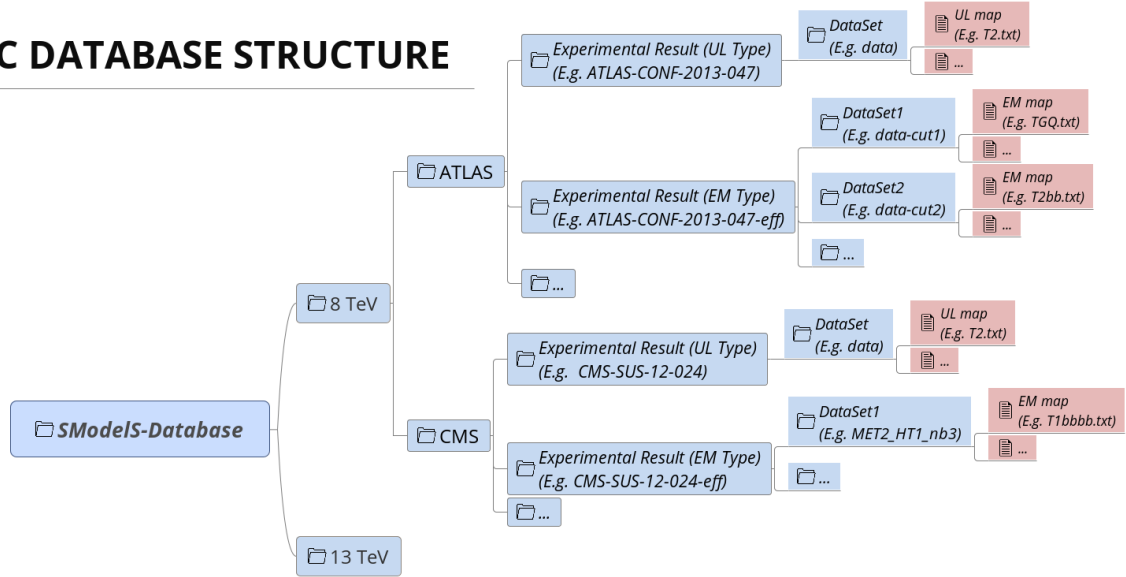 C DATABASE STRUCTURE
Experimental Result (UL Type)
(E.g. ATLAS-CONF-2013-047)
DataSet
(E.g. data)
UL map
(E.g. T2.txt)
...
ATLAS
Experimental Result (EM Type)
(E.g. ATLAS-CONF-2013-047-eff)
DataSet1
(E.g. data-cut1)
EM map
(E.g. TGQ.txt)
...
DataSet2
(E.g. data-cut2)
EM map
(E.g. T2bb.txt)
...
...
...
8 TeV
Experimental Result (UL Type)
(E.g. CMS-SUS-12-024)
DataSet
(E.g. data)
UL map
(E.g. T2.txt)
...
SModelS-Database
CMS
Experimental Result (EM Type)
(E.g. CMS-SUS-12-024-eff)
DataSet1
(E.g. MET2_HT1_nb3)
EM map
(E.g. T1bbbb.txt)
...
...
...
13 TeV